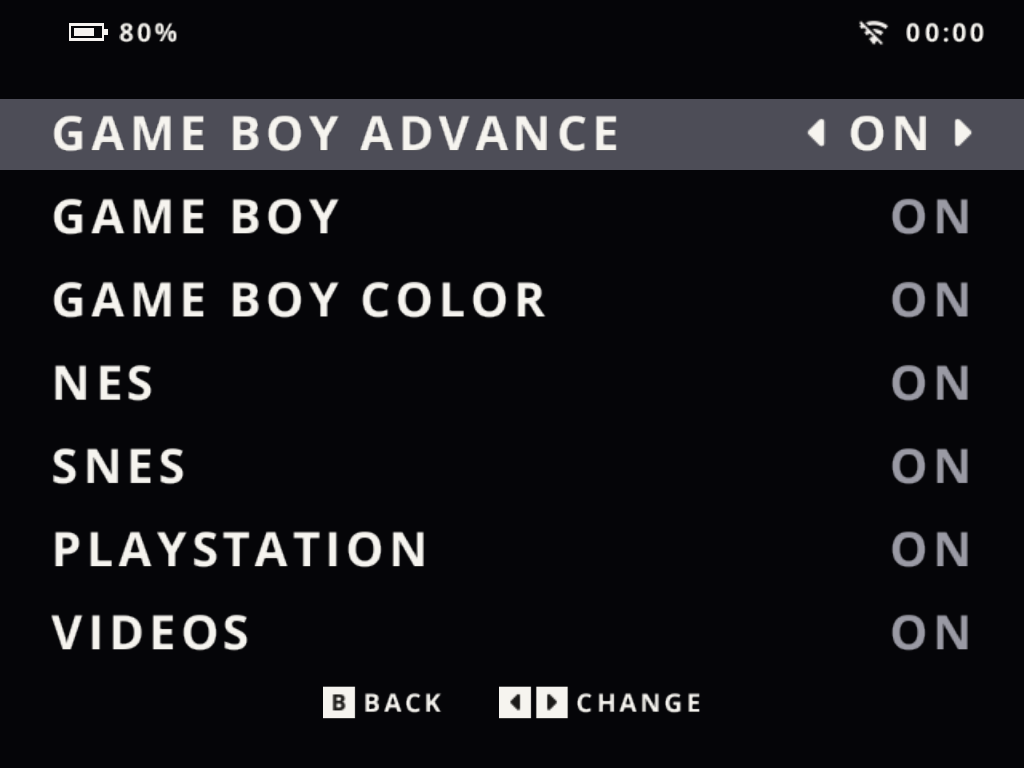 80% 00:00
GAME BOY ADVANCE ON
GAME BOY ON
GAME BOY COLOR ON
NES ON
SNES ON
PLAYSTATION ON
VIDEOS ON
B BACK CHANGE